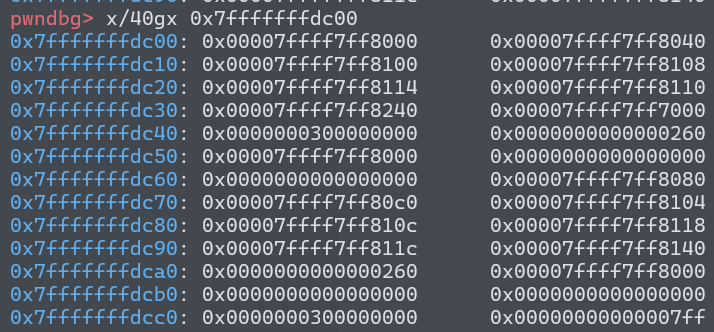 pwndbg> x/40gx 0x7fffffffdc00
0x7fffffffdc00: 0x00007ffff7ff8000 0x00007ffff7ff8040
0x7fffffffdc10: 0x00007ffff7ff8100 0x00007ffff7ff8108
0x7fffffffdc20: 0x00007ffff7ff8114 0x00007ffff7ff8110
0x7fffffffdc30: 0x00007ffff7ff8240 0x00007ffff7ff7000
0x7fffffffdc40: 0x0000000300000000 0x0000000000000260
0x7fffffffdc50: 0x00007ffff7ff8000 0x0000000000000000
0x7fffffffdc60: 0x0000000000000000 0x00007ffff7ff8080
0x7fffffffdc70: 0x00007ffff7ff80c0 0x00007ffff7ff8104
0x7fffffffdc80: 0x00007ffff7ff810c 0x00007ffff7ff8118
0x7fffffffdc90: 0x00007ffff7ff811c 0x00007ffff7ff8140
0x7fffffffdca0: 0x0000000000000260 0x00007ffff7ff8000
0x7fffffffdcb0: 0x0000000000000000 0x0000000000000000
0x7fffffffdcc0: 0x0000000300000000 0x00000000000007ff